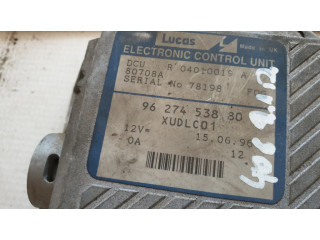 Lucas
Made in UK
ELECTRONIC CONTROL UNIT
DCU R 04010019 A
80708A
SERIAL No 78198
96 274 538 80
XUDLC01
12V= 15.06.96
0A 12.